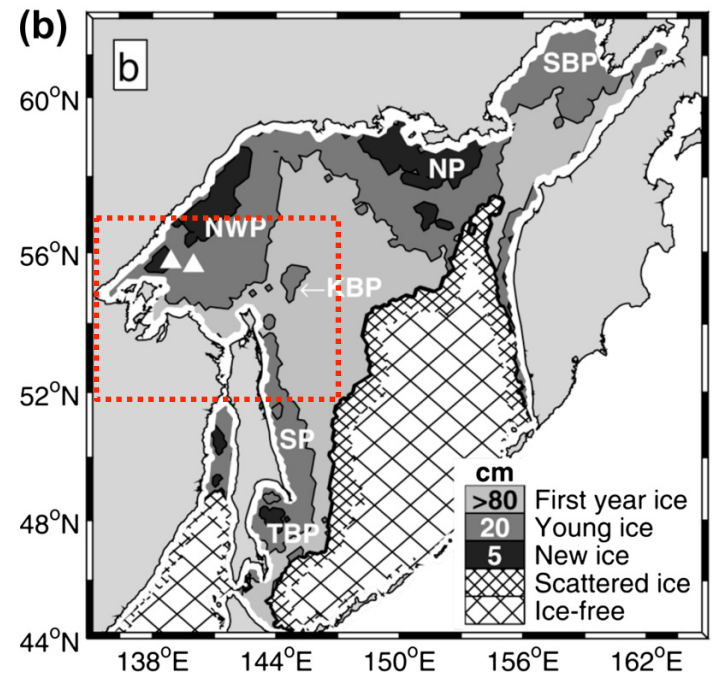 (b)
b
SBP
60°N
NP
NWP
56°N
←KBP
52°N
SP
cm
>80 First year ice
20 Young ice
5 New ice
Scattered ice
Ice-free
48°N
TBP
44°N
138°E 144°E 150°E 156°E 162°E